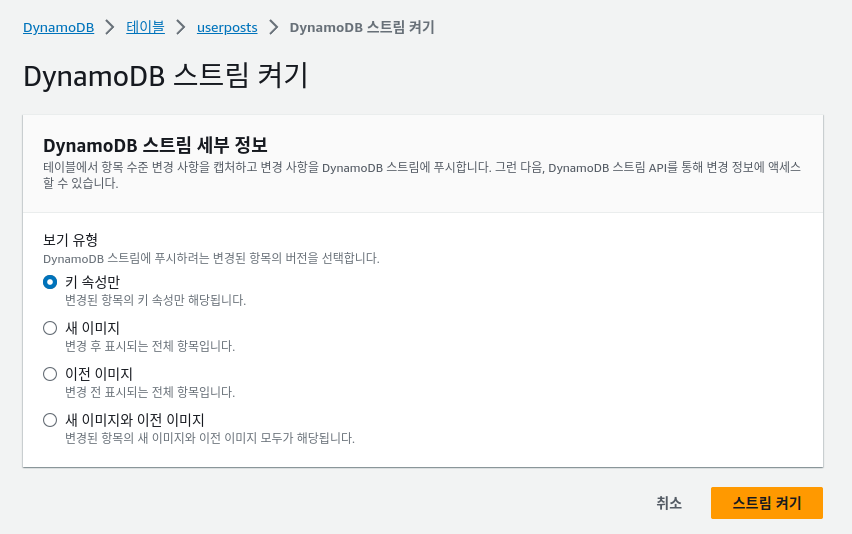 DynamoDB > 테이블 > userposts > DynamoDB 스트림 켜기
DynamoDB 스트림 켜기
DynamoDB 스트림 세부 정보
테이블에서 항목 수준 변경 사항을 캡처하고 변경 사항을 DynamoDB 스트림에 푸시합니다. 그런 다음, DynamoDB 스트림 API를 통해 변경 정보에 액세스
할 수 있습니다.
보기 유형
DynamoDB 스트림에 푸시하려는 변경된 항목의 버전을 선택합니다.
키 속성만
변경된 항목의 키 속성만 해당됩니다.
새 이미지
변경 후 표시되는 전체 항목입니다.
이전 이미지
변경 전 표시되는 전체 항목입니다.
새 이미지와 이전 이미지
변경된 항목의 새 이미지와 이전 이미지 모두가 해당됩니다.
취소 스트림 켜기